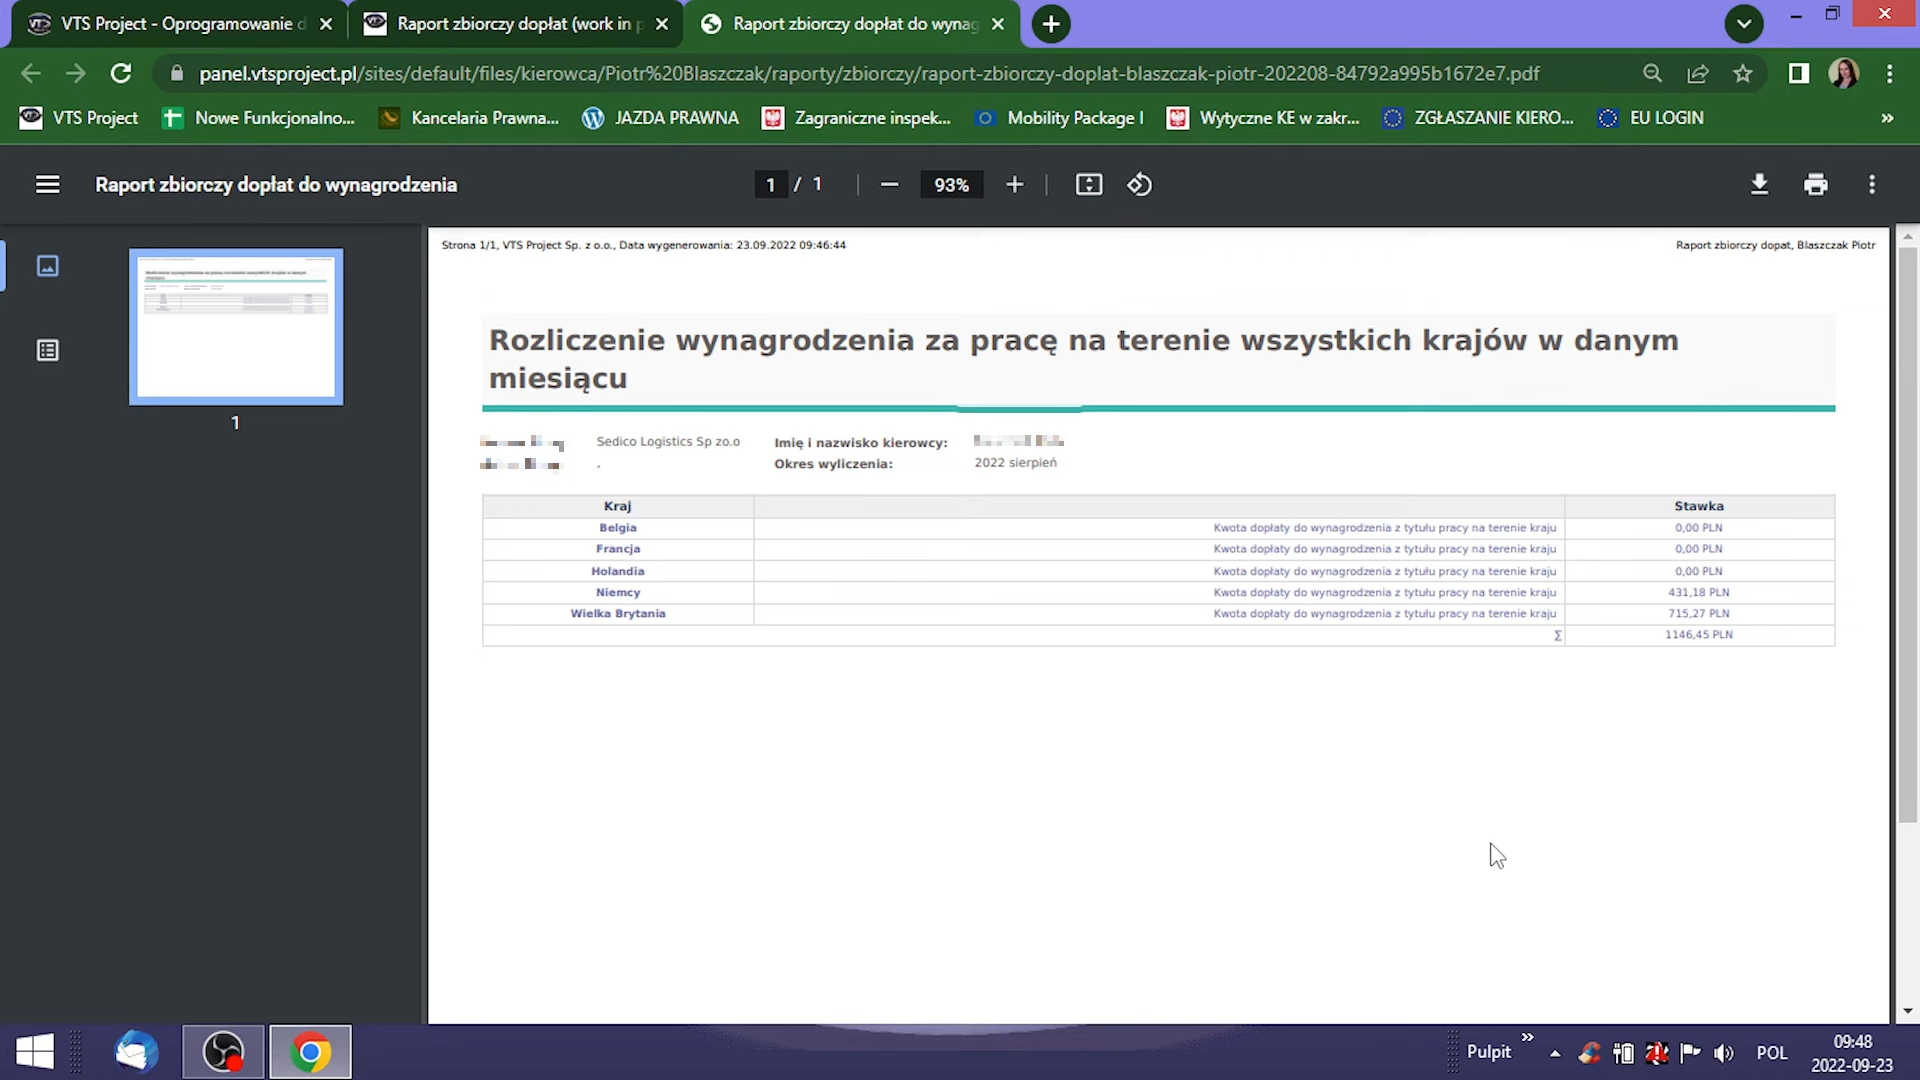 VTS Project - Oprogramowanie d
Raport zbiorczy dopłat (work in p
Raport zbiorczy dopłat do wynag
panel.vtsproject.pl/sites/default/files/kierowca/Piotr%20Blaszczak/raporty/zbiorczy/raport-zbiorczy-doplat-blaszczak-piotr-202208-84792a995b1672e7.pdf
VTS Project
Nowe Funkcjonalno...
Kancelaria Prawna...
JAZDA PRAWNA
Zagraniczne inspek...
Mobility Package I
Wytyczne KE w zakr...
ZGŁASZANIE KIERO...
EU LOGIN
»
Raport zbiorczy dopłat do wynagrodzenia
1 / 1
93%
1
Strona 1/1, VTS Project Sp. z o.o., Data wygenerowania: 23.09.2022 09:46:44
Raport zbiorczy dopat, Blaszczak Piotr
Rozliczenie wynagrodzenia za pracę na terenie wszystkich krajów w danym
miesiącu
Sedico Logistics Sp zo.o
Imię i nazwisko kierowcy:
,
Okres wyliczenia: 2022 sierpień
Kraj Stawka
Belgia Kwota dopłaty do wynagrodzenia z tytułu pracy na terenie kraju 0,00 PLN
Francja Kwota dopłaty do wynagrodzenia z tytułu pracy na terenie kraju 0,00 PLN
Holandia Kwota dopłaty do wynagrodzenia z tytułu pracy na terenie kraju 0,00 PLN
Niemcy Kwota dopłaty do wynagrodzenia z tytułu pracy na terenie kraju 431,18 PLN
Wielka Brytania Kwota dopłaty do wynagrodzenia z tytułu pracy na terenie kraju 715,27 PLN
Σ 1146,45 PLN
Pulpit
»
POL
09:48
2022-09-23